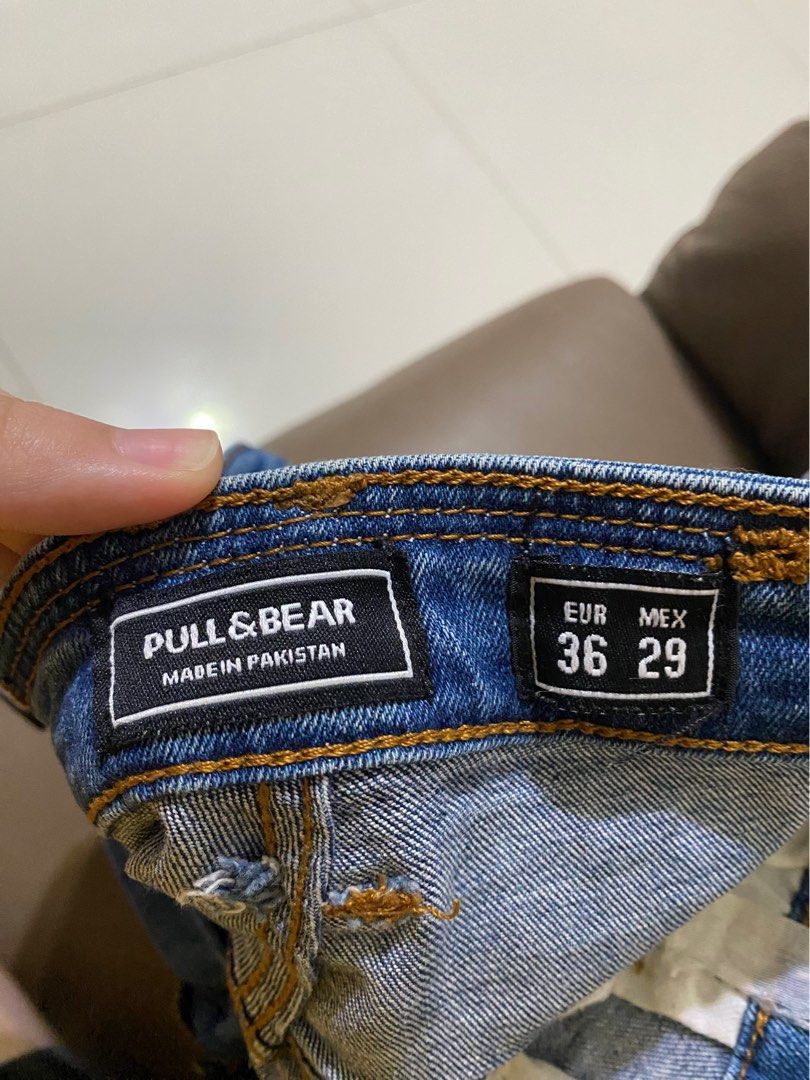 PULL&BEAR
MADE IN PAKISTAN
EUR MEX
36 29